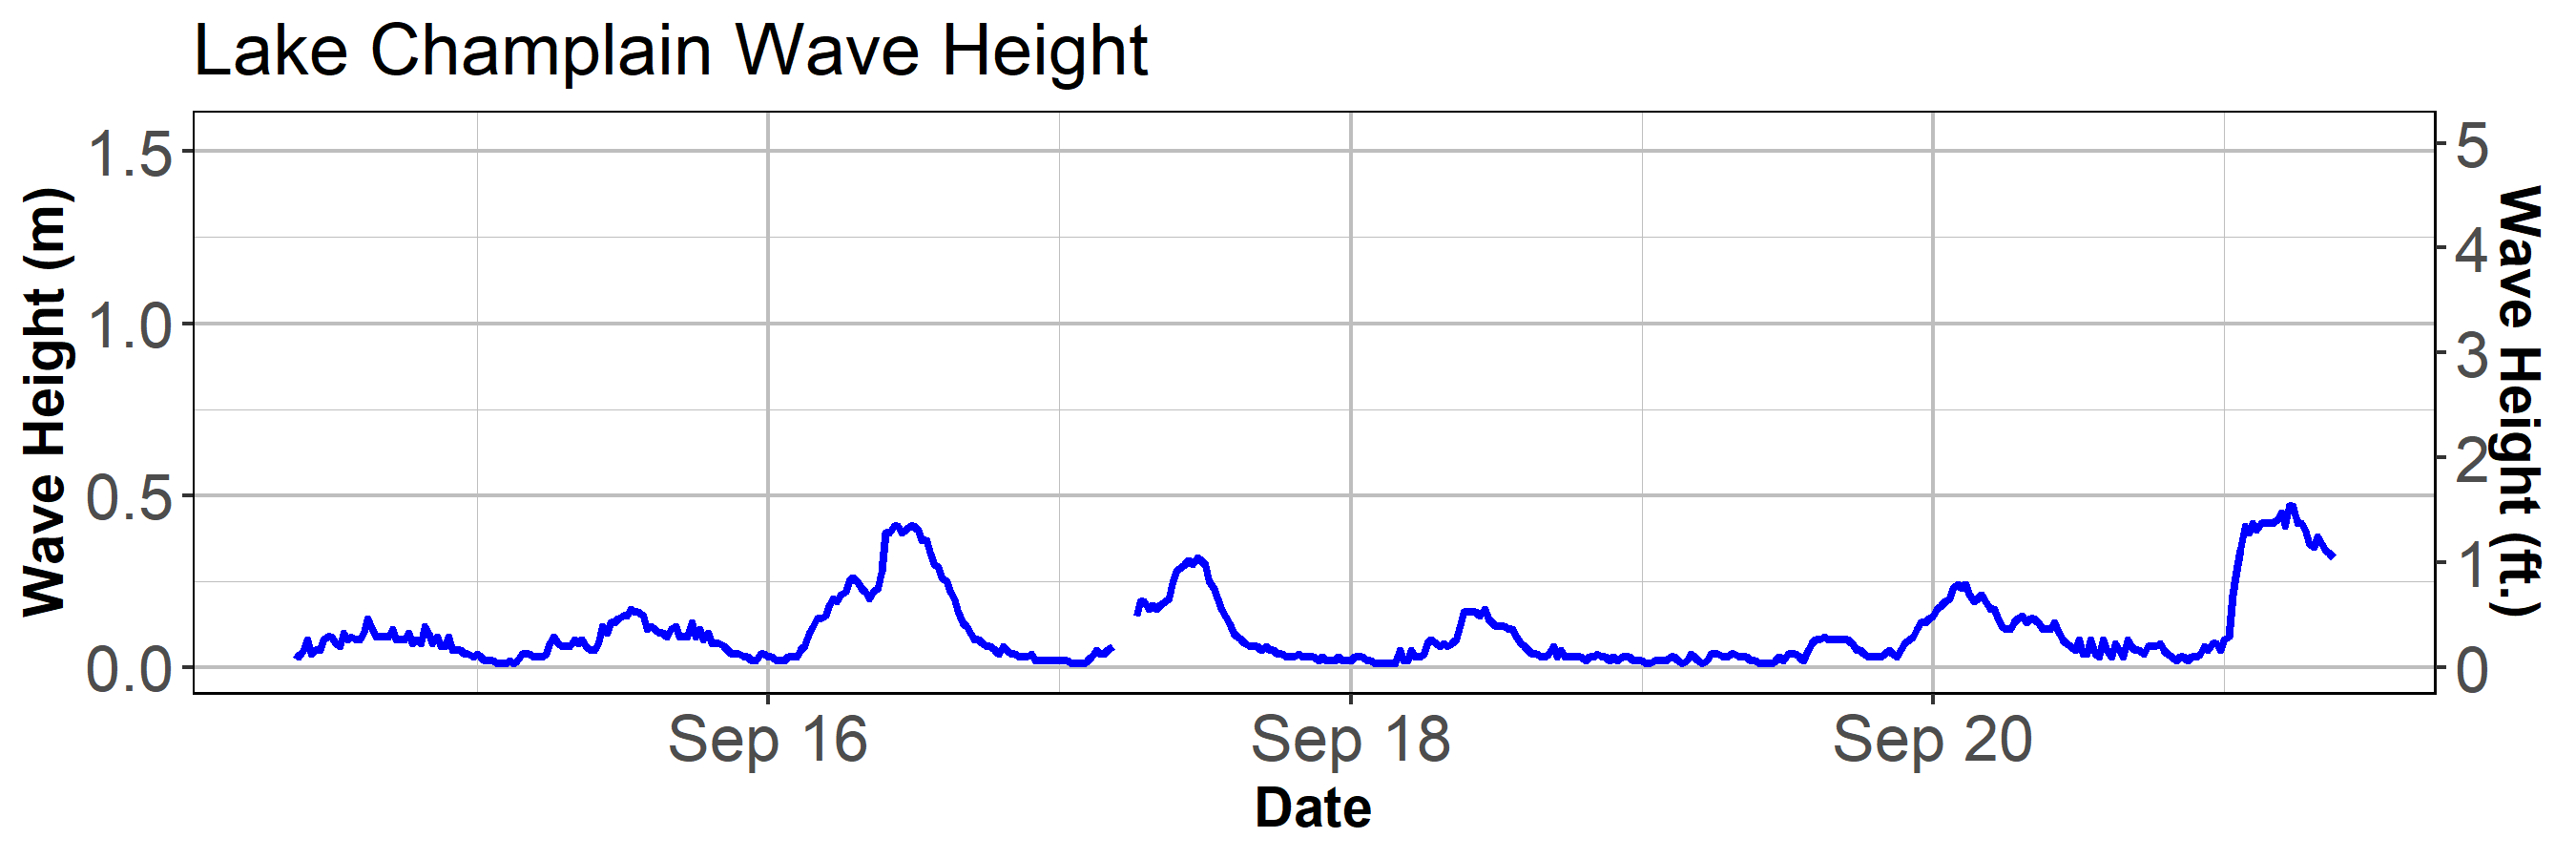 Lake Champlain Wave Height
Wave Height (m)
1.5
1.0
0.5
0.0
5
4
3
2
1
0
Wave Height (ft.)
Sep 16 Sep 18 Sep 20
Date